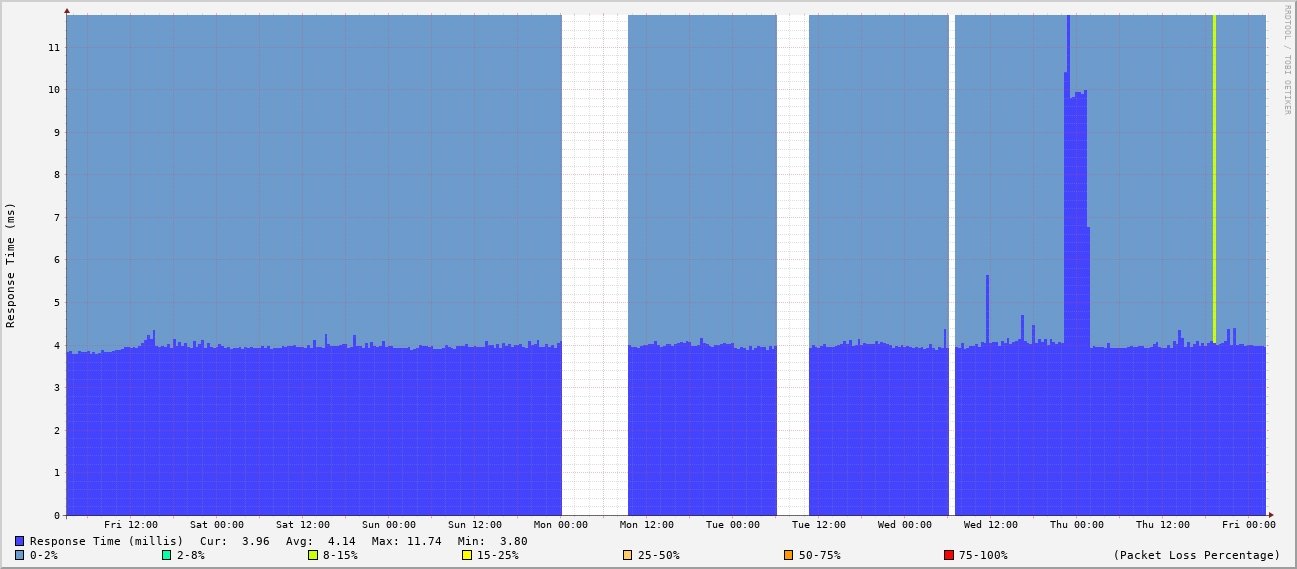 RRDTOOL / TOBI OETIKER
Response Time (ms)
11
10
9
8
7
6
5
4
3
2
1
0
Fri 12:00 Sat 00:00 Sat 12:00 Sun 00:00 Sun 12:00 Mon 00:00 Mon 12:00 Tue 00:00 Tue 12:00 Wed 00:00 Wed 12:00 Thu 00:00 Thu 12:00 Fri 00:00
Response Time (millis) Cur: 3.96 Avg: 4.14 Max: 11.74 Min: 3.80
0-2% 2-8% 8-15% 15-25% 25-50% 50-75% 75-100% (Packet Loss Percentage)